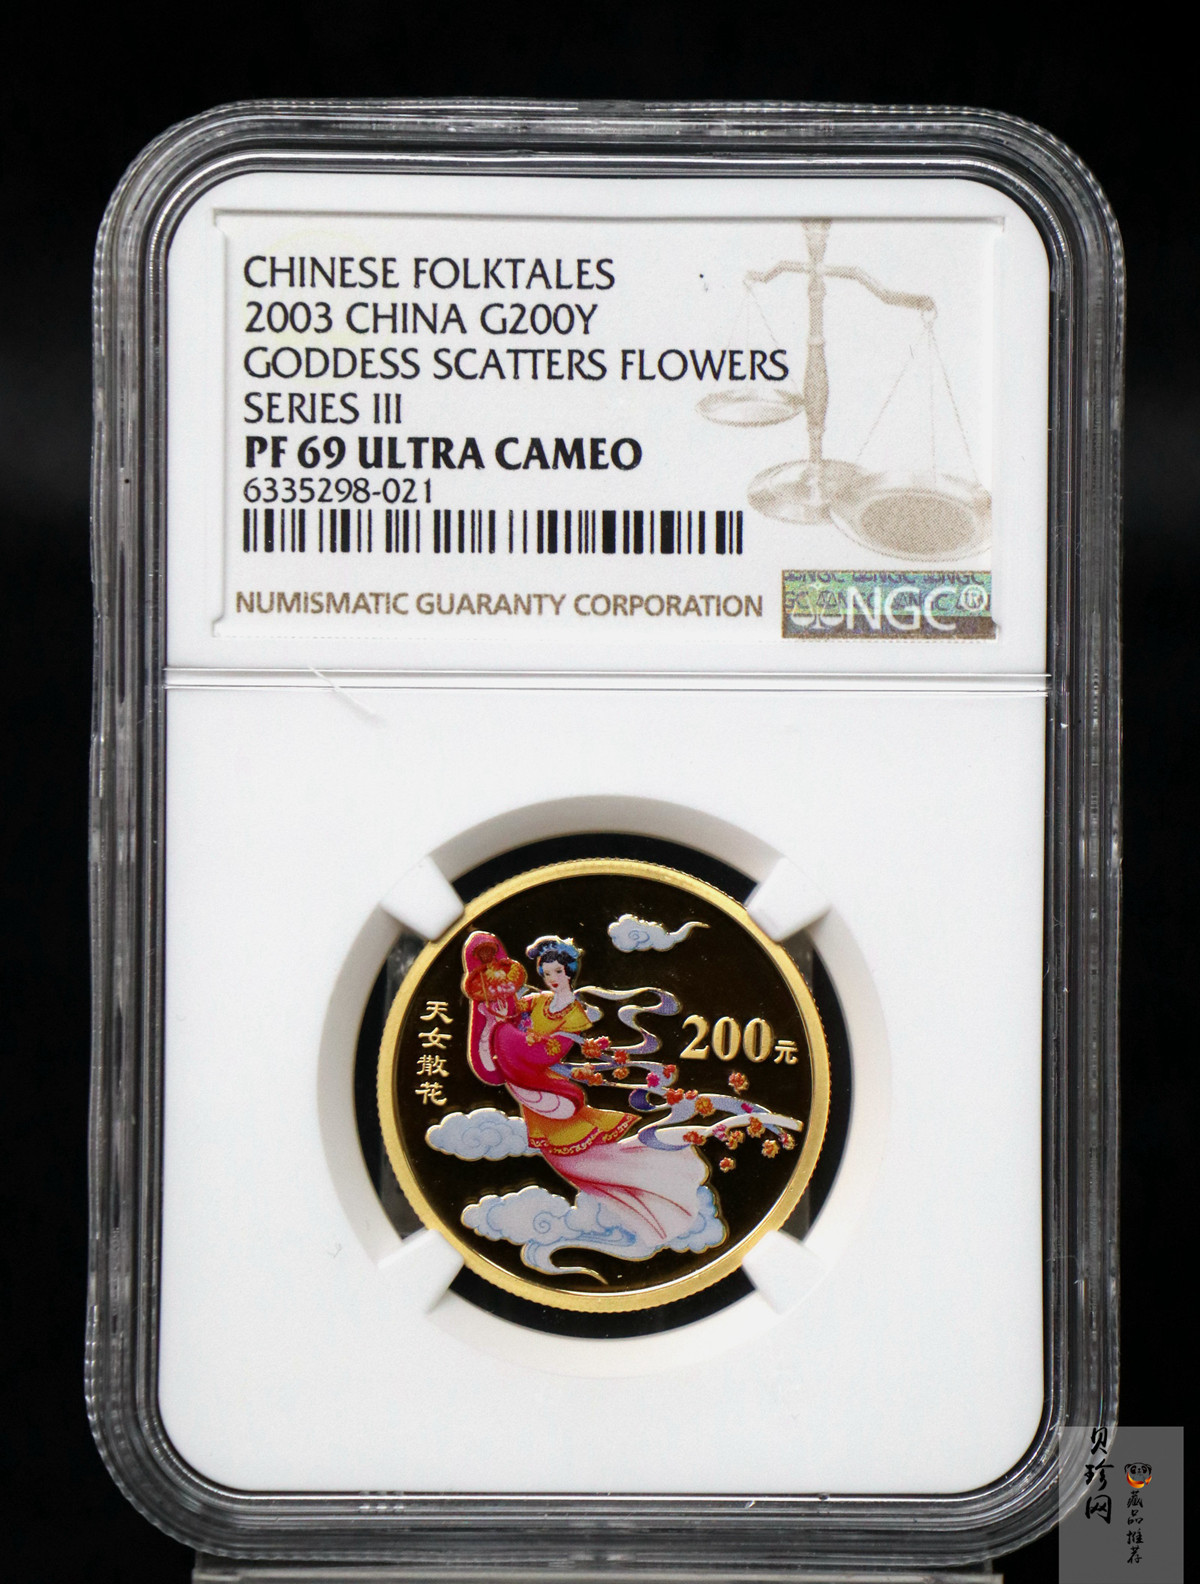 CHINESE FOLKTALES
2003 CHINA G200Y
GODDESS SCATTERS FLOWERS
SERIES III
PF 69 ULTRA CAMEO
6335298-021
NUMISMATIC GUARANTY CORPORATION
NGC®
天女散花
200元
贝珍网
藏品推荐